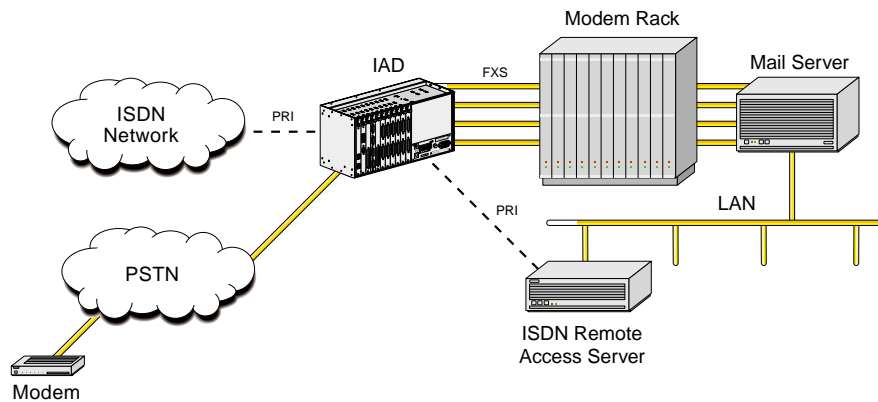 Modem Rack
IAD
FXS
Mail Server
ISDN
Network
PRI
PRI
LAN
PSTN
ISDN Remote
Access Server
Modem